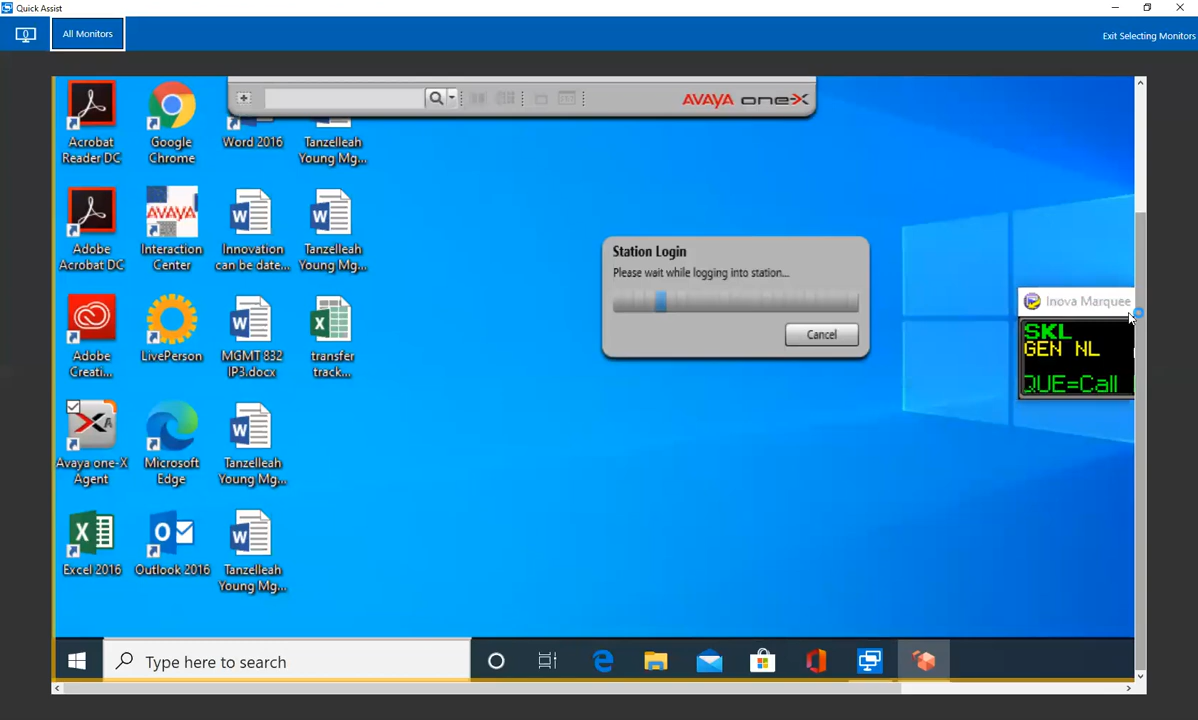 Quick Assist
All Monitors
Exit Selecting Monitors
AVAYA one-X
Acrobat
Reader DC
Google
Chrome
Word 2016
Tanzelleah
Young Mg...
Adobe
Acrobat DC
AVAYA
Interaction
Center
Innovation
can be date...
Tanzelleah
Young Mg...
Adobe
Creati...
LivePerson
MGMT 832
IP3.docx
transfer
track...
Avaya one-X
Agent
Microsoft
Edge
Tanzelleah
Young Mg...
Excel 2016
Outlook 2016
Tanzelleah
Young Mg...
Station Login
Please wait while logging into station...
Cancel
Inova Marquee
SKL
GEN NL
QUE=Call
Type here to search